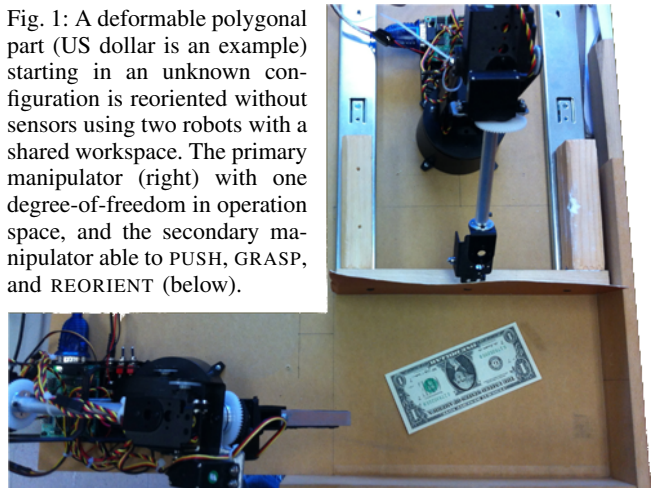 Fig. 1: A deformable polygonal
part (US dollar is an example)
starting in an unknown con-
figuration is reoriented without
sensors using two robots with a
shared workspace. The primary
manipulator (right) with one
degree-of-freedom in operation
space, and the secondary ma-
nipulator able to PUSH, GRASP,
and REORIENT (below).